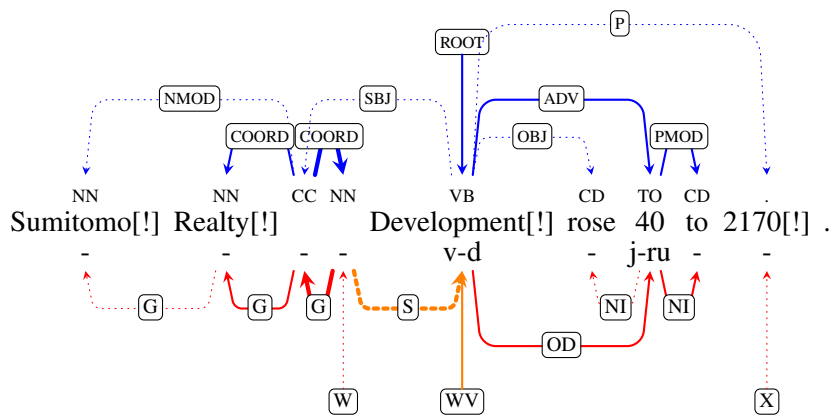 P
ROOT
NMOD SBJ ADV
COORD COORD OBJ PMOD
NN NN CC NN VB CD TO CD .
Sumitomo[!] Realty[!] Development[!] rose 40 to 2170[!] .
- - - - v-d - j-ru - -
G G G S NI NI
OD
W WV X